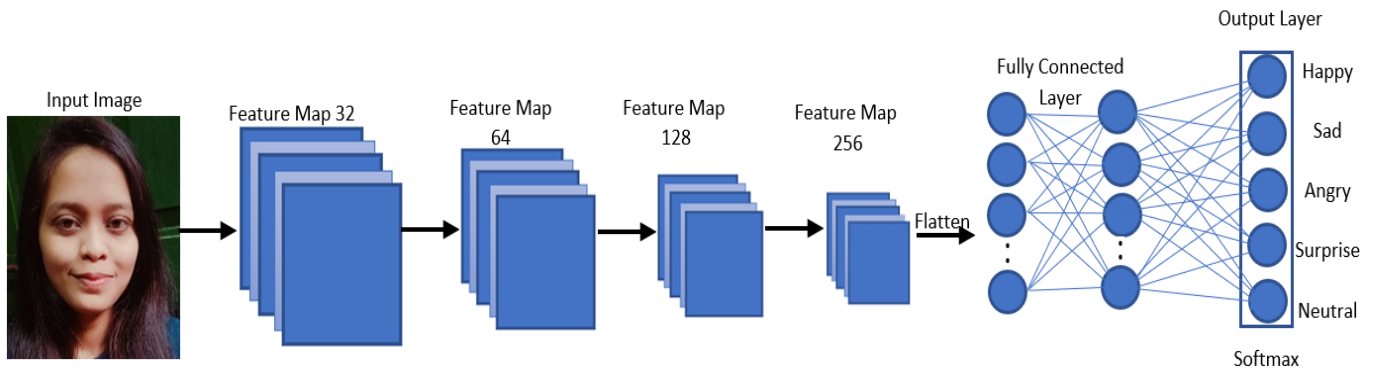 Input Image
Feature Map 32
Feature Map
64
Feature Map
128
Feature Map
256
Flatten
Fully Connected
Layer
Output Layer
Happy
Sad
Angry
Surprise
Neutral
Softmax